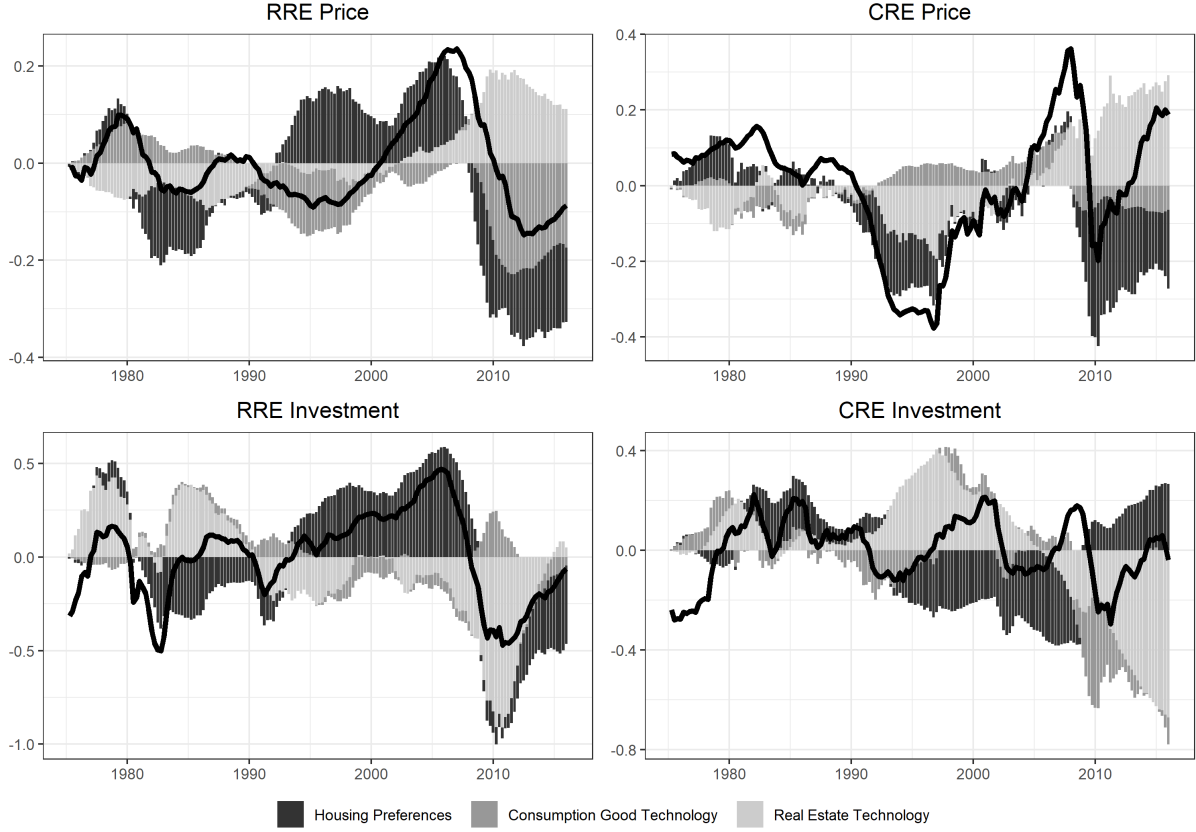 RRE Price
CRE Price
0.2
0.0
-0.2
-0.4
1980 1990 2000 2010
0.4
0.2
0.0
-0.2
-0.4
1980 1990 2000 2010
RRE Investment
CRE Investment
0.5
0.0
-0.5
-1.0
1980 1990 2000 2010
0.4
0.0
-0.4
-0.8
1980 1990 2000 2010
Housing Preferences Consumption Good Technology Real Estate Technology